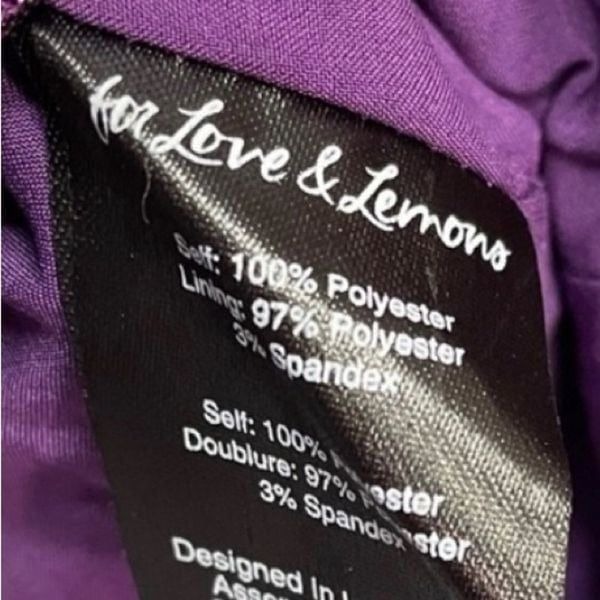 for Love & Lemons
Self: 100% Polyester
Lining: 97% Polyester
3% Spandex
Self: 100%
Doublure: 97%
3% Spandex
Designed In